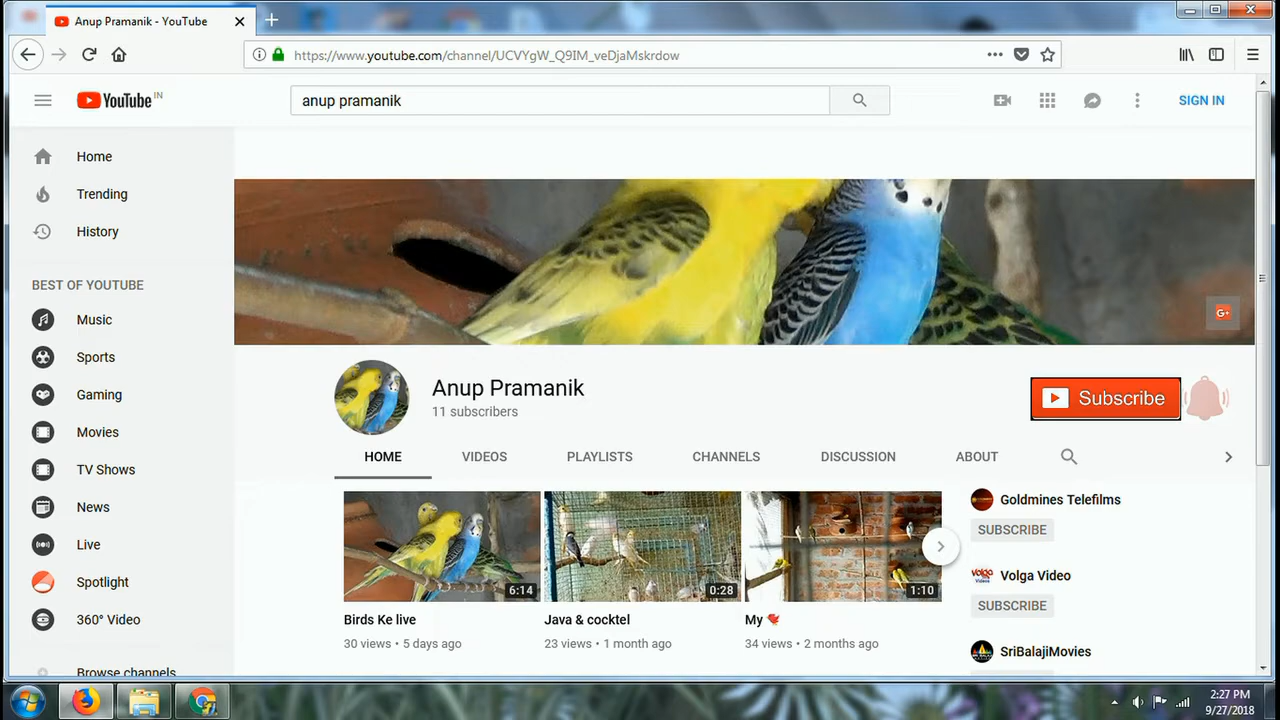 Anup Pramanik - YouTube
https://www.youtube.com/channel/UCVYgW_Q9IM_veDjaMskrdow
YouTube IN
anup pramanik
SIGN IN
Home
Trending
History
BEST OF YOUTUBE
Music
Sports
Gaming
Movies
TV Shows
News
Live
Spotlight
360° Video
Browse channels
G+
Anup Pramanik
11 subscribers
Subscribe
HOME VIDEOS PLAYLISTS CHANNELS DISCUSSION ABOUT
6:14
0:28
1:10
Birds Ke live
30 views • 5 days ago
Java & cocktel
23 views • 1 month ago
My
34 views • 2 months ago
Goldmines Telefilms
SUBSCRIBE
Volga Video
SUBSCRIBE
SriBalajiMovies
2:27 PM
9/27/2018